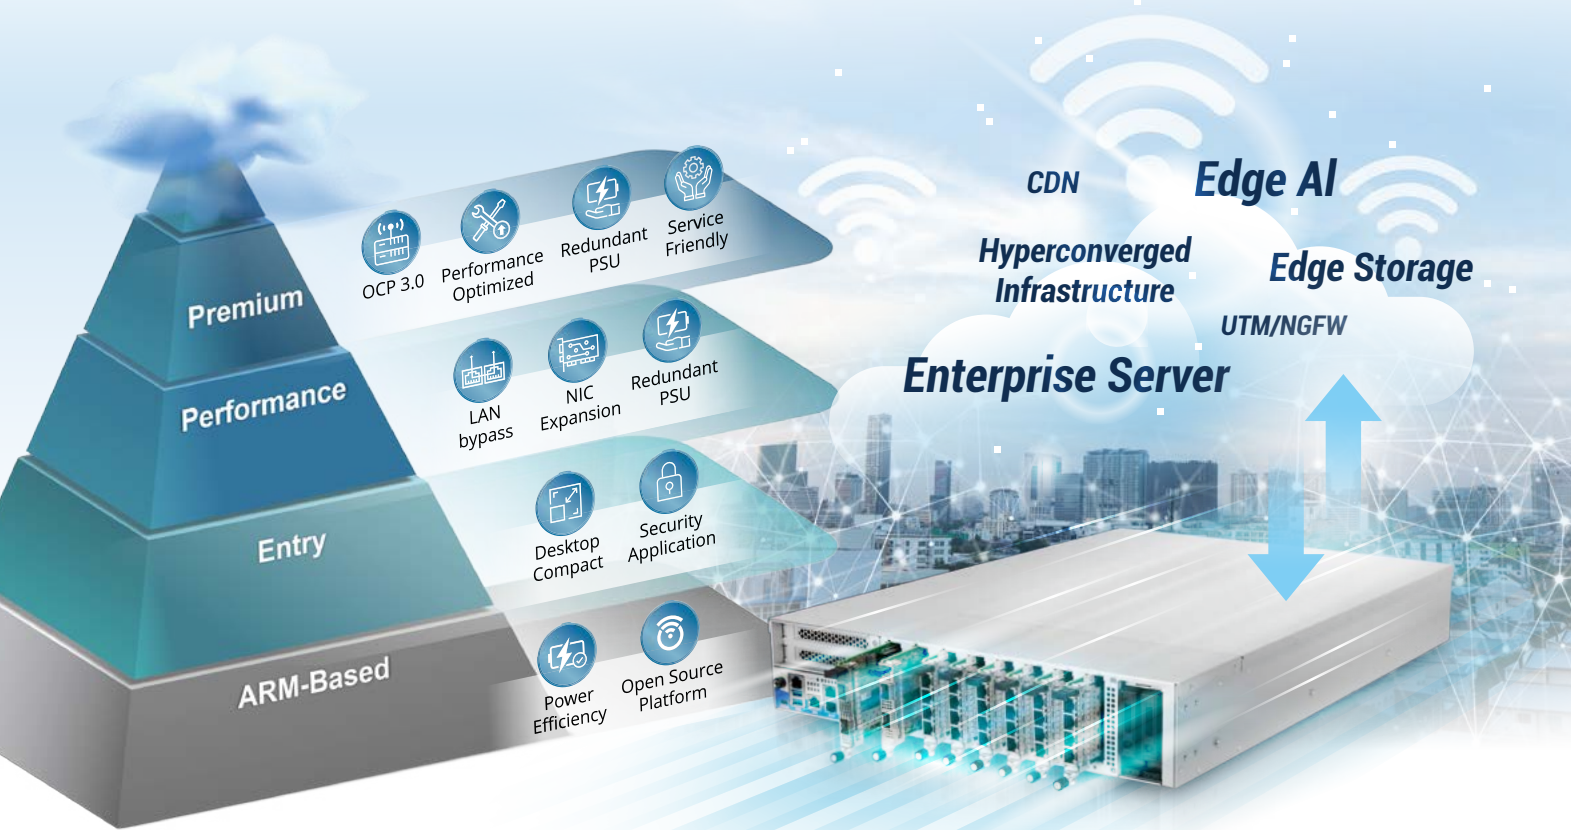 Premium
Performance
Entry
ARM-Based
OCP 3.0
Performance
Optimized
Redundant
PSU
Service
Friendly
LAN
bypass
NIC
Expansion
Redundant
PSU
Desktop
Compact
Security
Application
Power
Efficiency
Open Source
Platform
CDN
Edge AI
Hyperconverged
Infrastructure
Edge Storage
UTM/NGFW
Enterprise Server